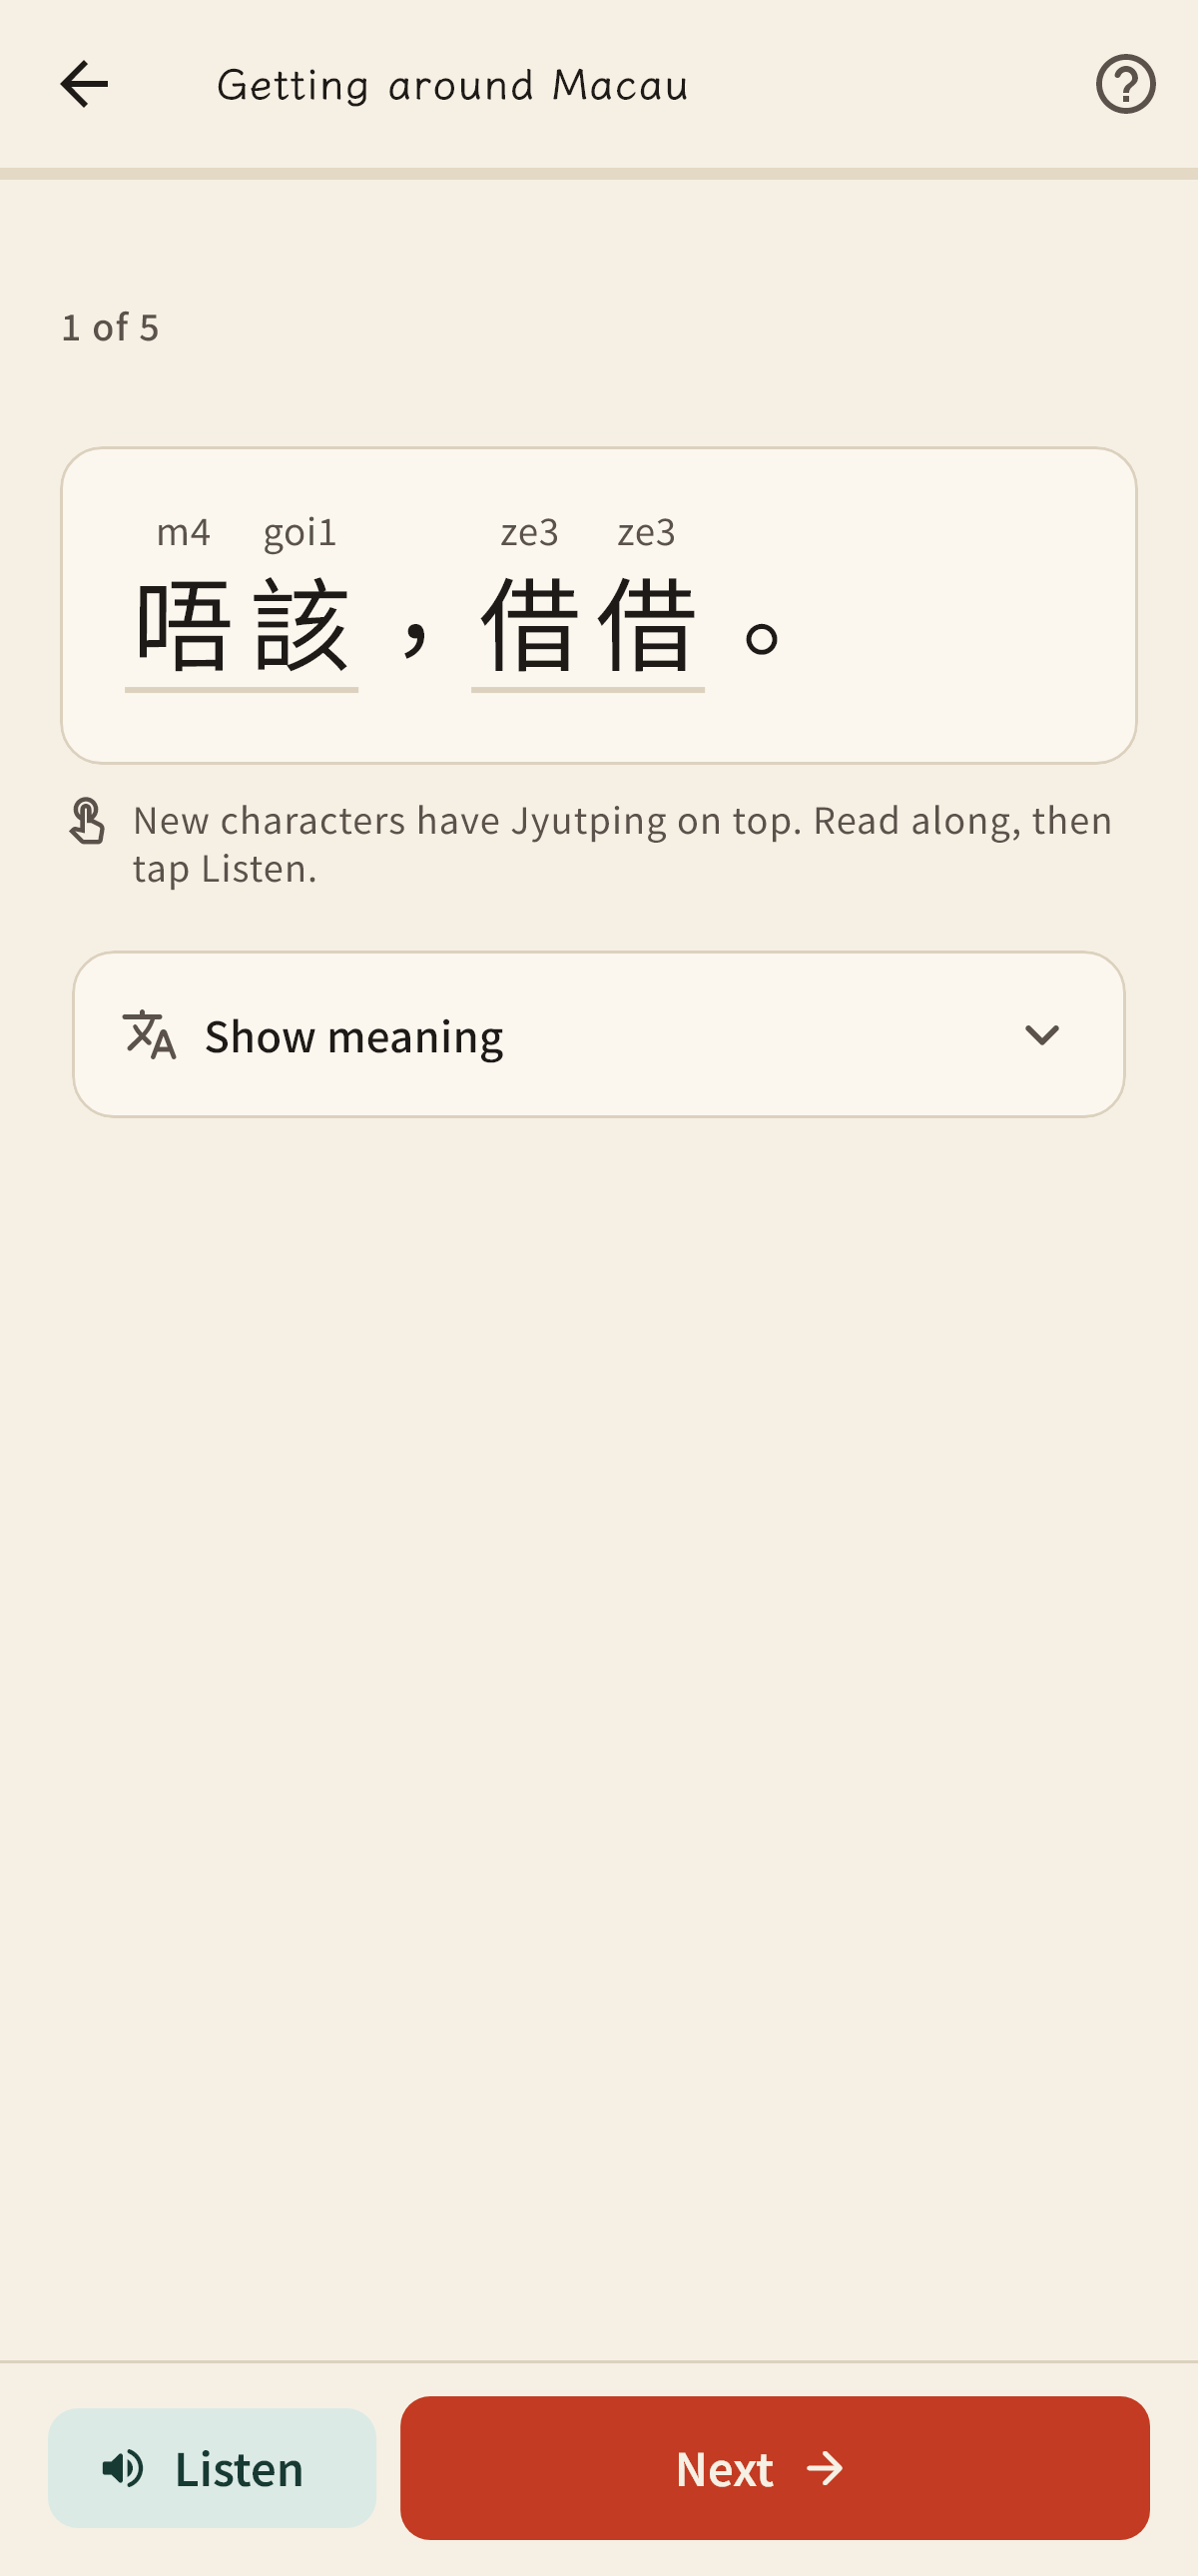 Getting around Macau
1 of 5
m4 goi1 ze3 ze3
唔該，借借。
New characters have Jyutping on top. Read along, then
tap Listen.
Show meaning
Listen
Next